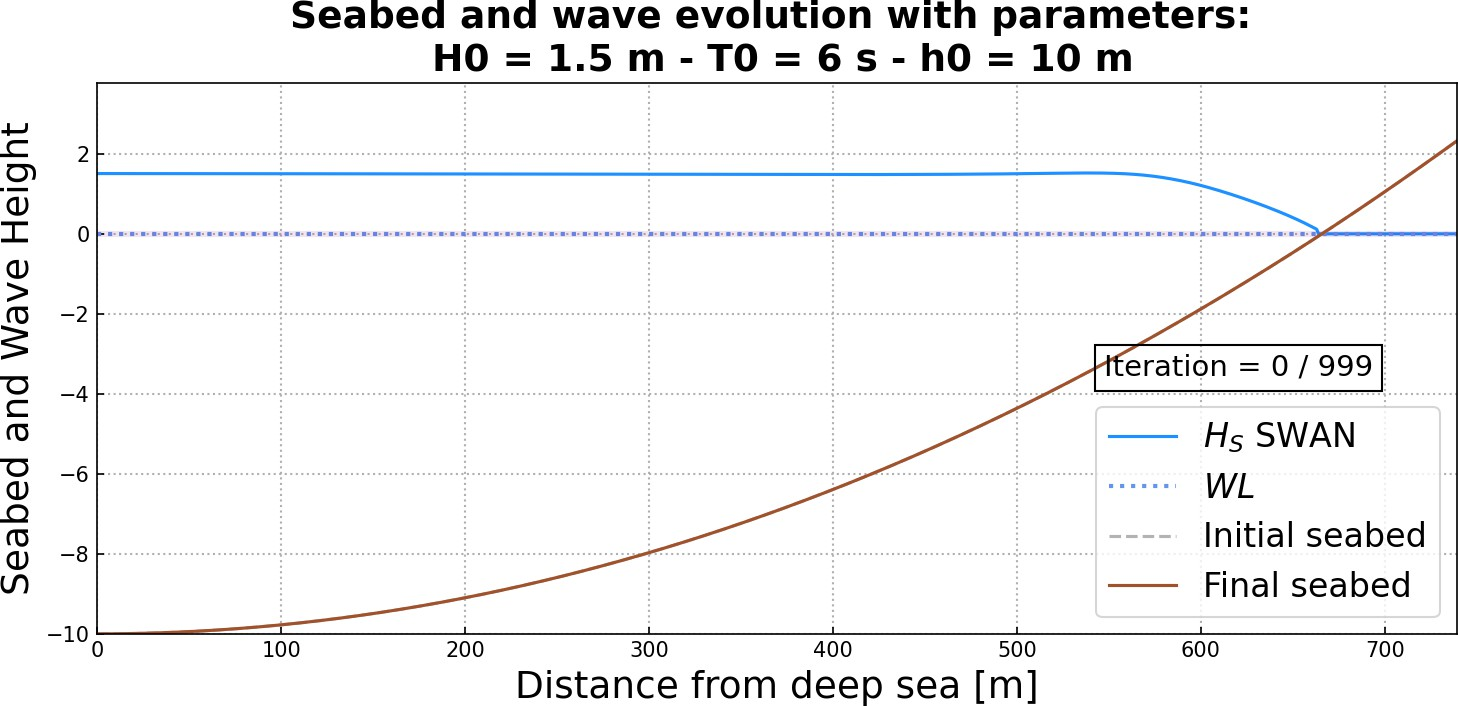 Seabed and wave evolution with parameters:
H0 = 1.5 m - T0 = 6 s - h0 = 10 m
Seabed and Wave Height
2
0
−2
−4
−6
−8
−10
Iteration = 0 / 999
H_S SWAN
WL
Initial seabed
Final seabed
0 100 200 300 400 500 600 700
Distance from deep sea [m]